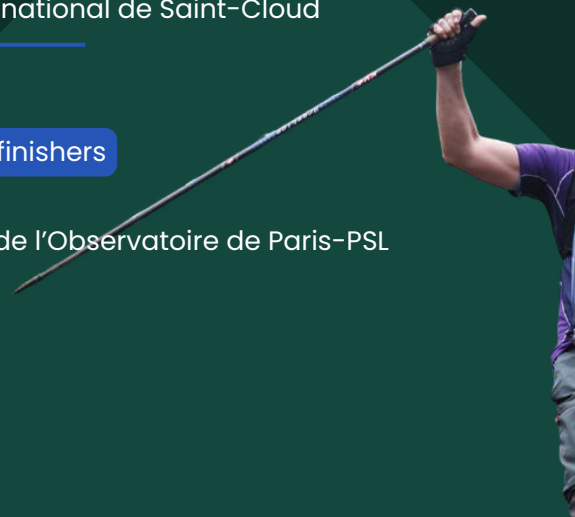 national de Saint-Cloud
finishers
de l'Observatoire de Paris-PSL